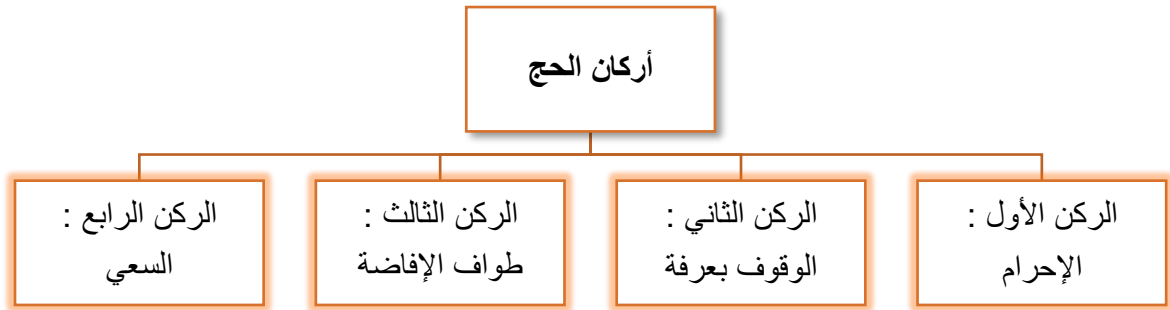 أركان الحج
الركن الأول :
الإحرام
الركن الثاني :
الوقوف بعرفة
الركن الثالث :
طواف الإفاضة
الركن الرابع :
السعي